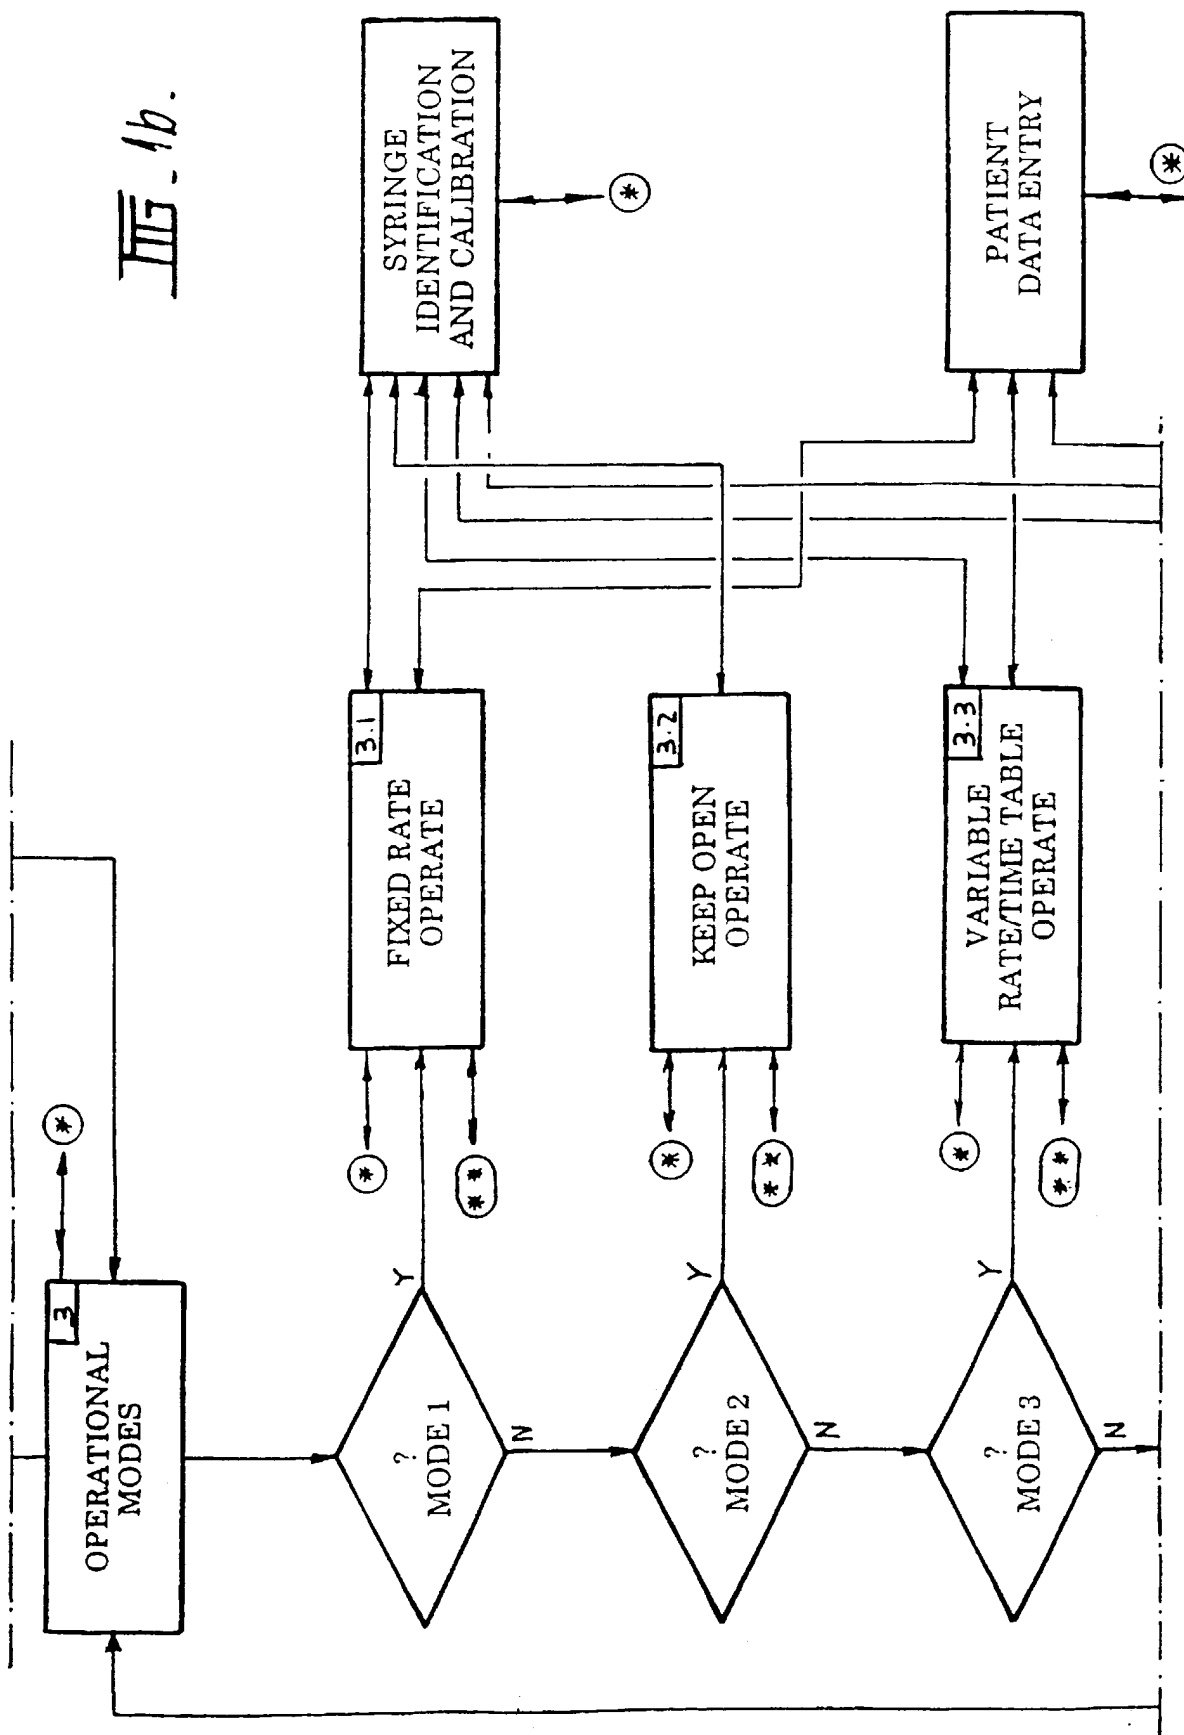 FIG. 1b.
3
OPERATIONAL
MODES
*
?
MODE 1
Y
N
*
**
3.1
FIXED RATE
OPERATE
SYRINGE
IDENTIFICATION
AND CALIBRATION
*
?
MODE 2
Y
N
*
**
3.2
KEEP OPEN
OPERATE
?
MODE 3
Y
N
*
**
3.3
VARIABLE
RATE/TIME TABLE
OPERATE
PATIENT
DATA ENTRY
*